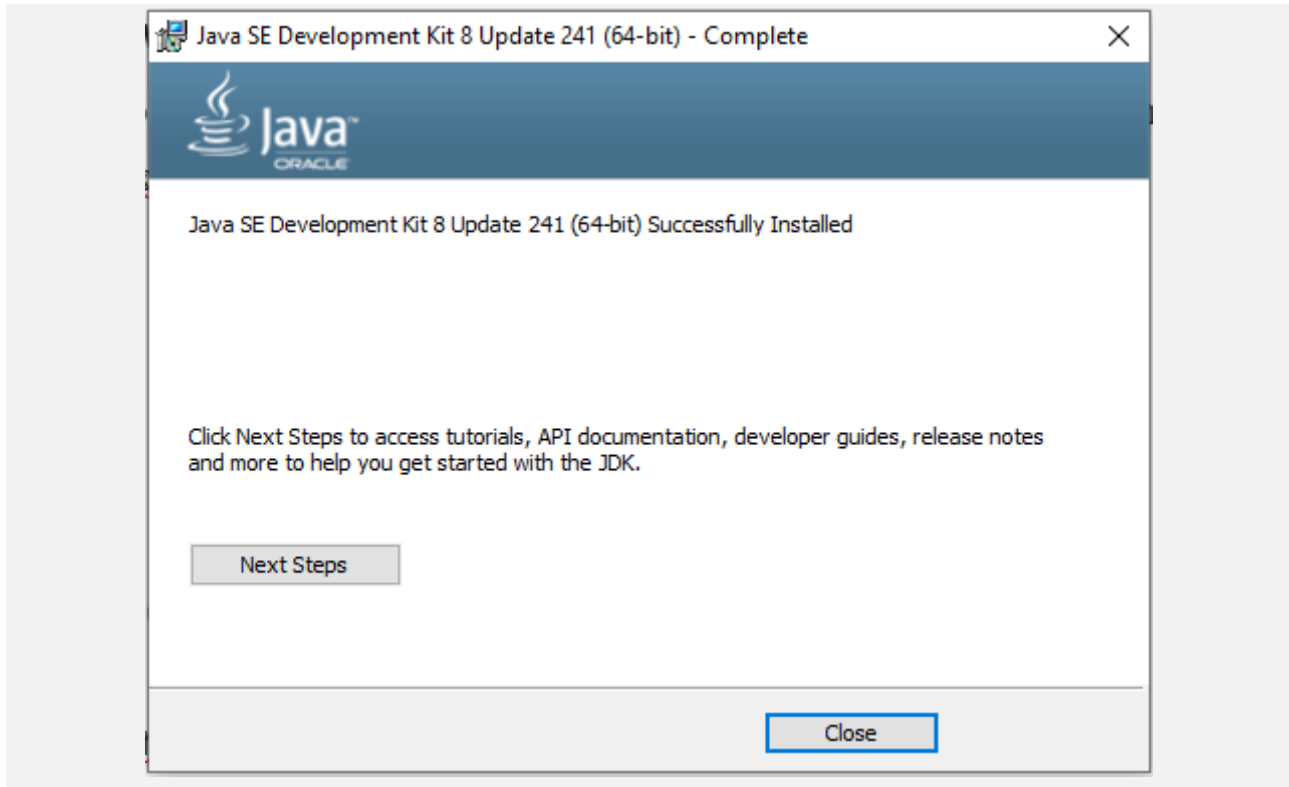 Java SE Development Kit 8 Update 241 (64-bit) - Complete
Java™
ORACLE
Java SE Development Kit 8 Update 241 (64-bit) Successfully Installed
Click Next Steps to access tutorials, API documentation, developer guides, release notes
and more to help you get started with the JDK.
Next Steps
Close